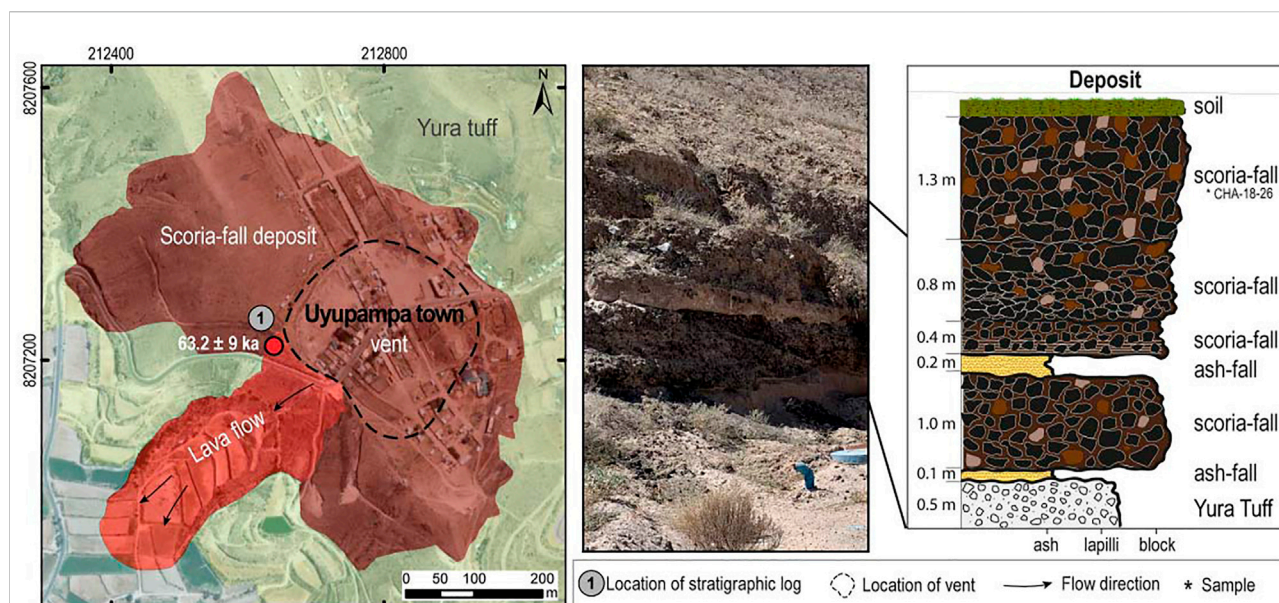 212400
212800
8207600
8207200
N
Yura tuff
Scoria-fall deposit
1
63.2 ± 9 ka
Uyupampa town
vent
Lava flow
0 50 100 200
m
Deposit
soil
1.3 m
scoria-fall
* CHA-18-26
0.8 m
scoria-fall
0.4 m
scoria-fall
0.2 m
ash-fall
1.0 m
scoria-fall
0.1 m
ash-fall
0.5 m
Yura Tuff
ash lapilli block
1 Location of stratigraphic log
Location of vent
Flow direction
* Sample